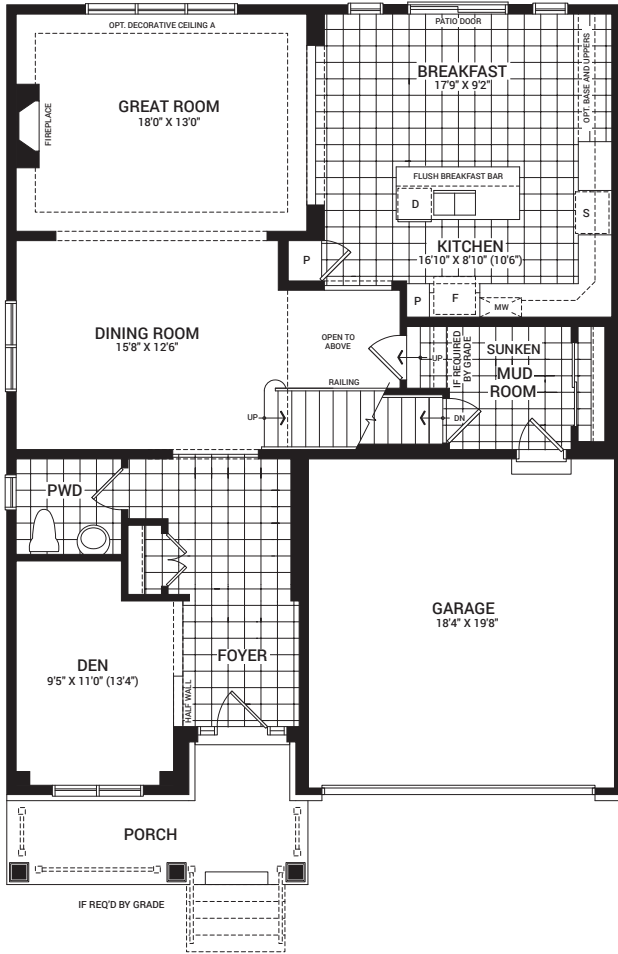 OPT. DECORATIVE CEILING A
PATIO DOOR
GREAT ROOM
18'0" X 13'0"
FIREPLACE
BREAKFAST
17'9" X 9'2"
OPT. BASE AND UPPERS
FLUSH BREAKFAST BAR
D
S
KITCHEN
16'10" X 8'10" (10'6")
P
P
F
MW
DINING ROOM
15'8" X 12'6"
OPEN TO
ABOVE
UP
IF REQUIRED
BY GRADE
SUNKEN
MUD
ROOM
RAILING
UP
DN
PWD
GARAGE
18'4" X 19'8"
DEN
9'5" X 11'0" (13'4")
FOYER
HALF WALL
PORCH
IF REQ'D BY GRADE